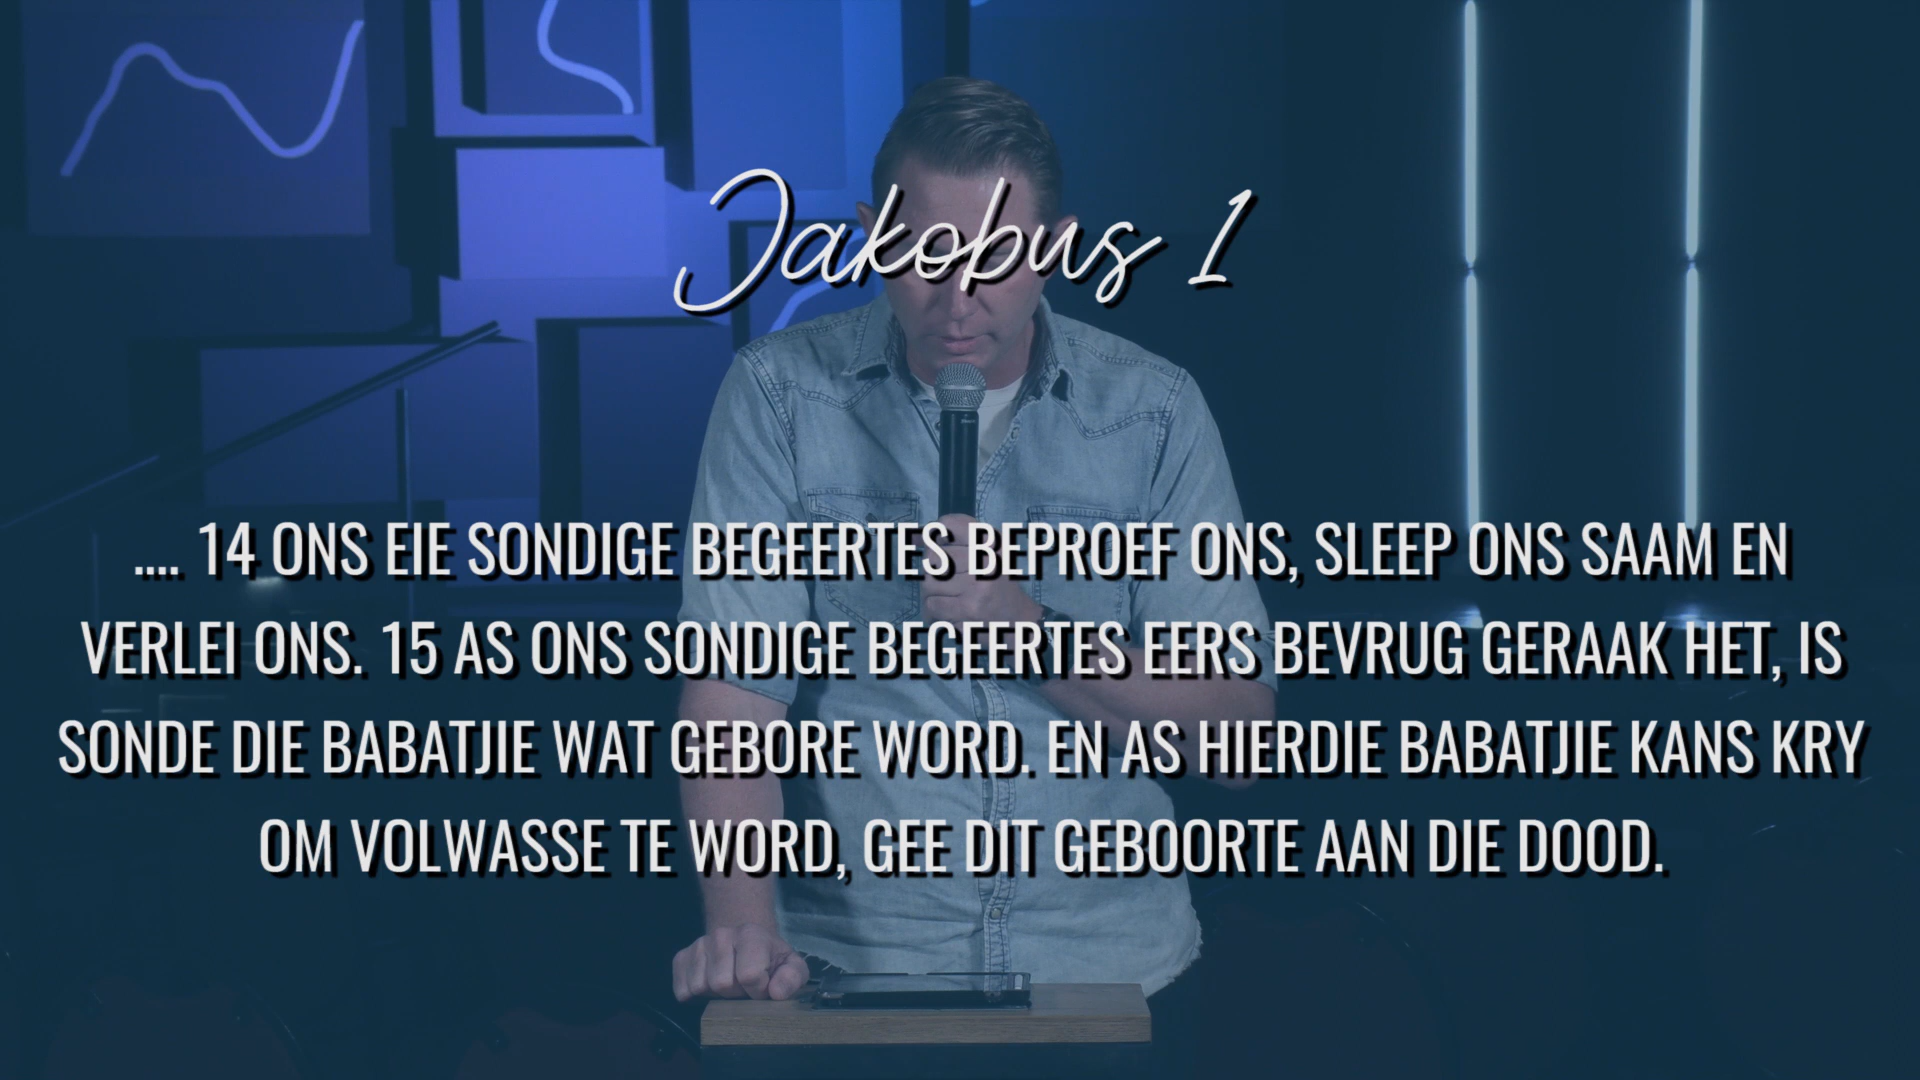 Jakobus 1
.... 14 ONS EIE SONDIGE BEGEERTES BEPROEF ONS, SLEEP ONS SAAM EN
VERLEI ONS. 15 AS ONS SONDIGE BEGEERTES EERS BEVRUG GERAAK HET, IS
SONDE DIE BABATJIE WAT GEBORE WORD. EN AS HIERDIE BABATJIE KANS KRY
OM VOLWASSE TE WORD, GEE DIT GEBOORTE AAN DIE DOOD.